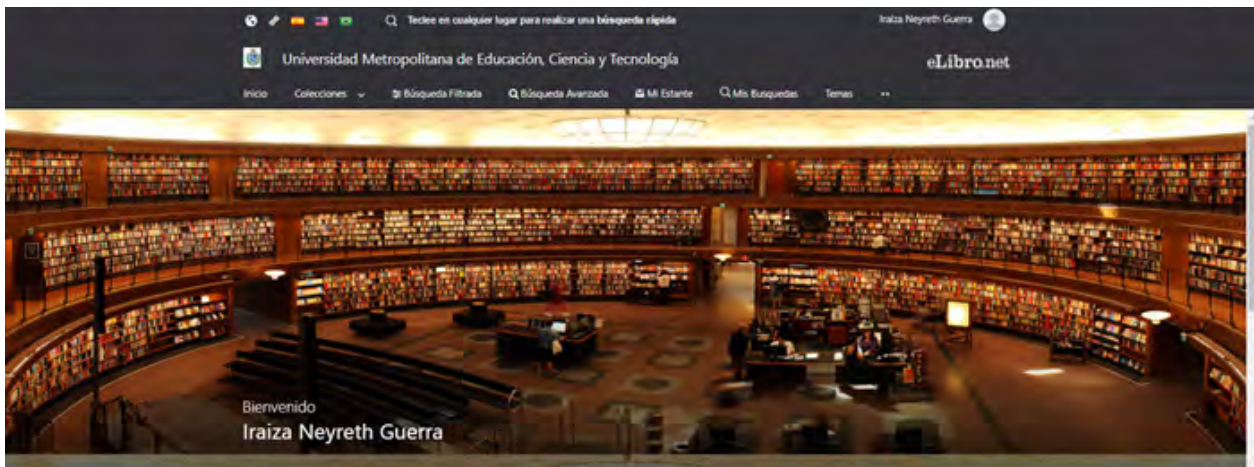 Teclee en cualquier lugar para realizar una búsqueda rápida
Iraiza Neyreth Guerra
Universidad Metropolitana de Educación, Ciencia y Tecnología
eLibro.net
Inicio Colecciones Búsqueda Filtrada Búsqueda Avanzada Mi Estante Mis Busquedas Temas
Bienvenido
Iraiza Neyreth Guerra